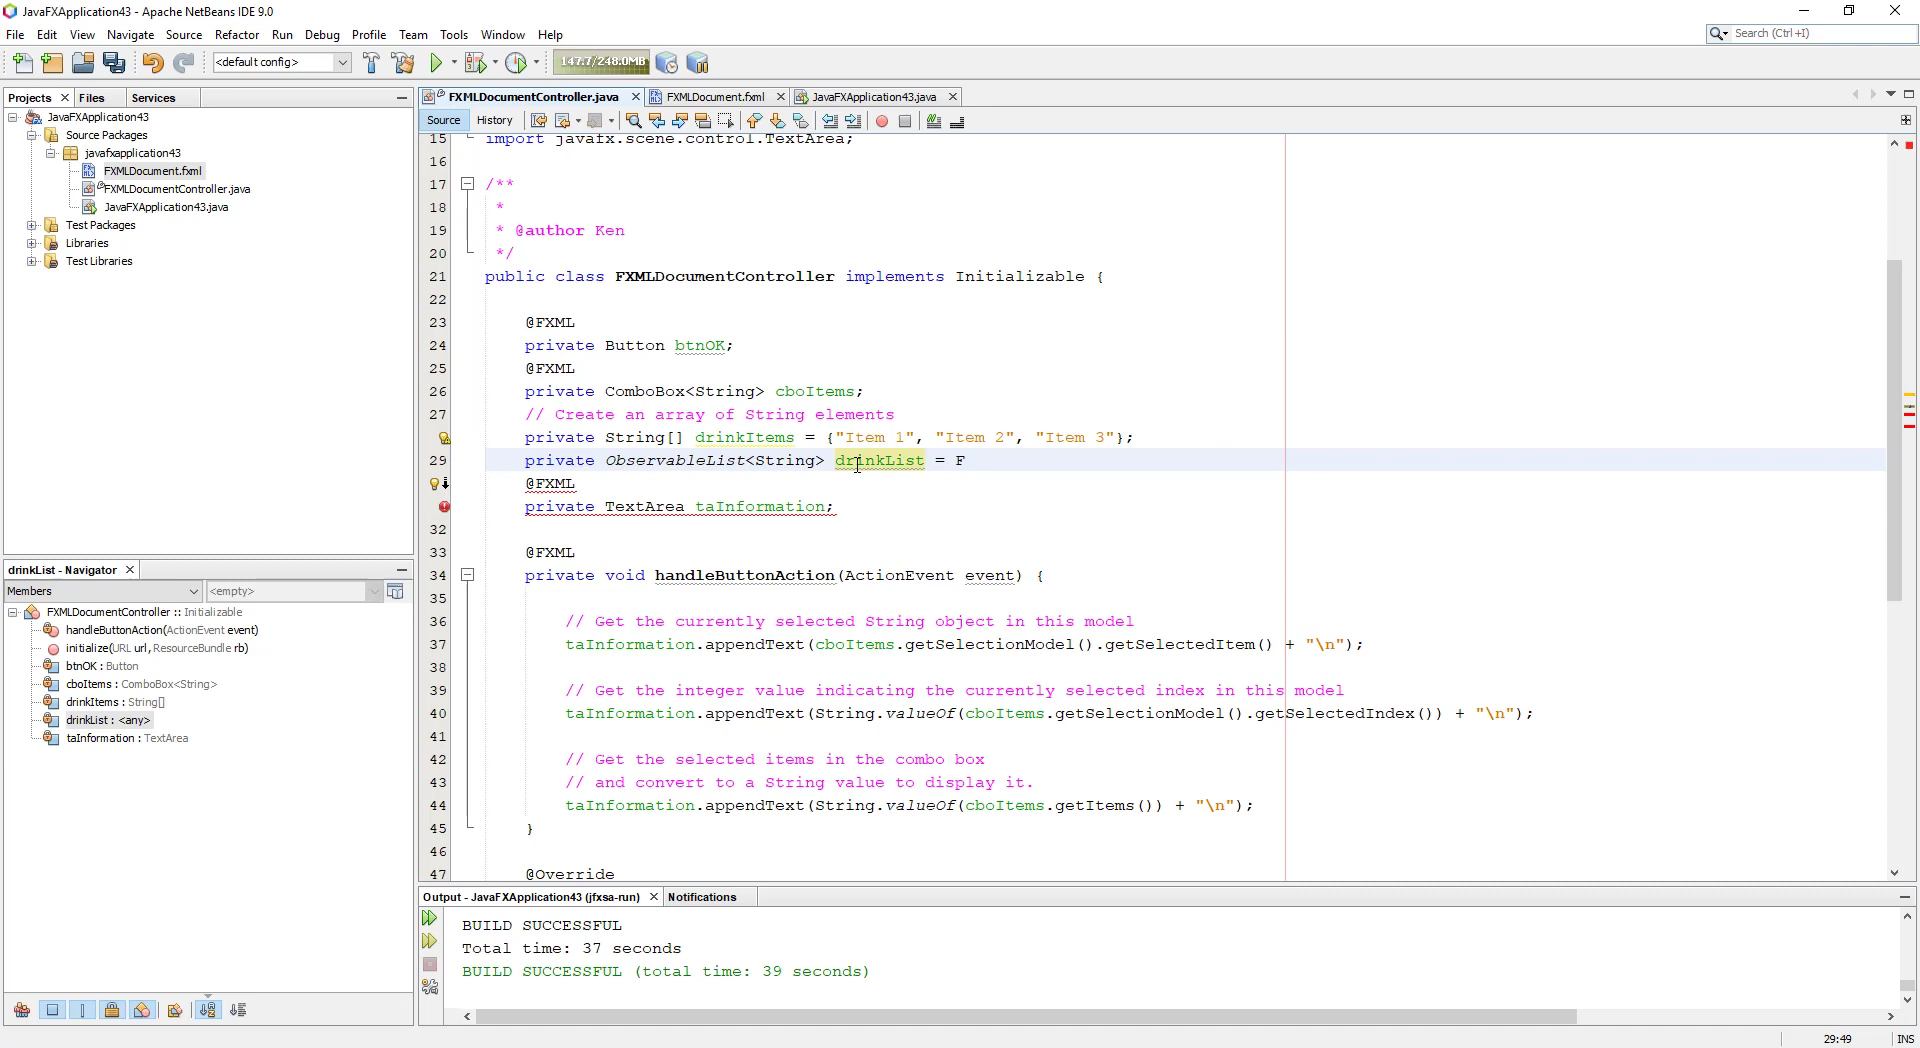 JavaFXApplication43 - Apache NetBeans IDE 9.0
File Edit View Navigate Source Refactor Run Debug Profile Team Tools Window Help
Search (Ctrl+I)
<default config>
147.7/248.0MB
Projects Files Services
JavaFXApplication43
Source Packages
javafxapplication43
FXMLDocument.fxml
FXMLDocumentController.java
JavaFXApplication43.java
Test Packages
Libraries
Test Libraries
drinkList - Navigator
Members <empty>
FXMLDocumentController :: Initializable
handleButtonAction(ActionEvent event)
initialize(URL url, ResourceBundle rb)
btnOK : Button
cboItems : ComboBox<String>
drinkItems : String[]
drinkList : <any>
taInformation : TextArea
FXMLDocumentController.java FXMLDocument.fxml JavaFXApplication43.java
Source History
15 import javafx.scene.control.TextArea;
16
17 /**
18 *
19 * @author Ken
20 */
21 public class FXMLDocumentController implements Initializable {
22
23 @FXML
24 private Button btnOK;
25 @FXML
26 private ComboBox<String> cboItems;
27 // Create an array of String elements
private String[] drinkItems = {"Item 1", "Item 2", "Item 3"};
29 private ObservableList<String> drinkList = F
@FXML
private TextArea taInformation;
32
33 @FXML
34 private void handleButtonAction(ActionEvent event) {
35
36 // Get the currently selected String object in this model
37 taInformation.appendText(cboItems.getSelectionModel().getSelectedItem() + "\n");
38
39 // Get the integer value indicating the currently selected index in this model
40 taInformation.appendText(String.valueOf(cboItems.getSelectionModel().getSelectedIndex()) + "\n");
41
42 // Get the selected items in the combo box
43 // and convert to a String value to display it.
44 taInformation.appendText(String.valueOf(cboItems.getItems()) + "\n");
45 }
46
47 @Override
Output - JavaFXApplication43 (jfxsa-run) Notifications
BUILD SUCCESSFUL
Total time: 37 seconds
BUILD SUCCESSFUL (total time: 39 seconds)
29:49 INS